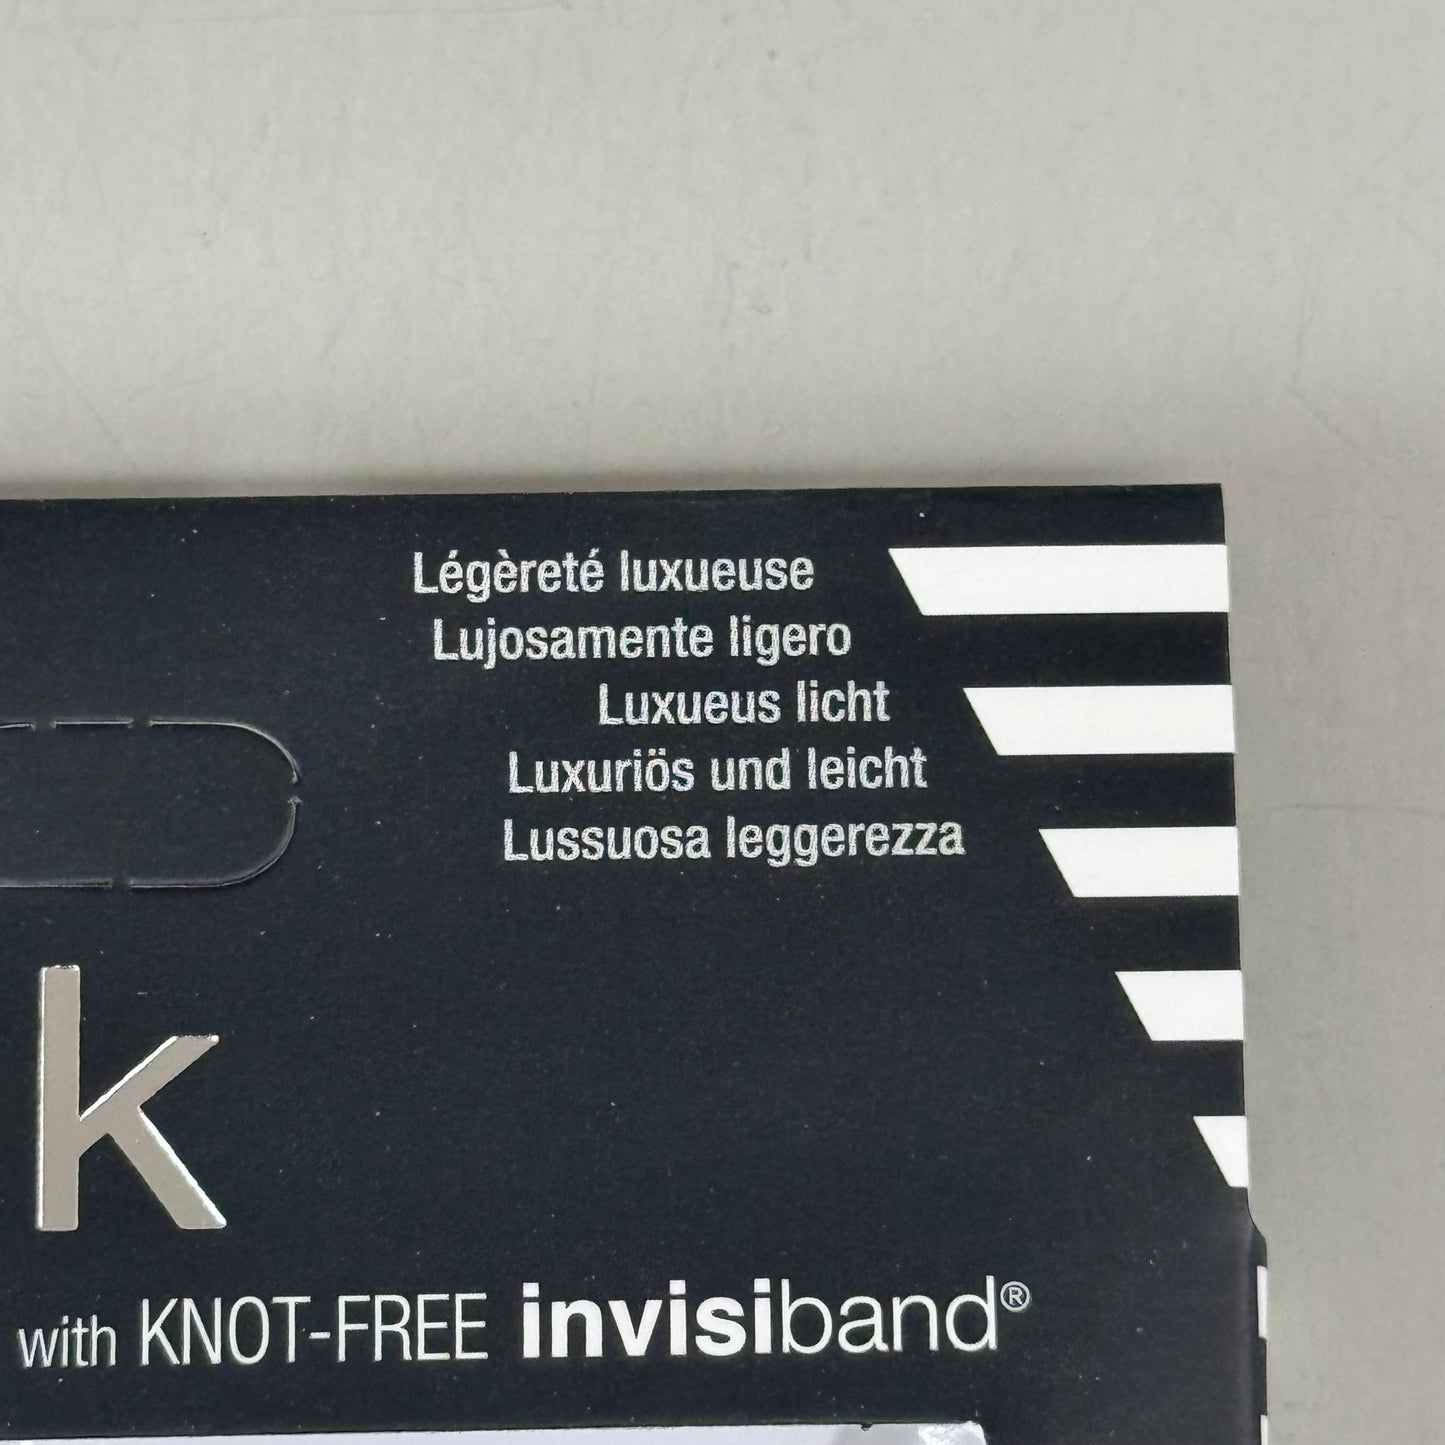 Légèreté luxueuse
Lujosamente ligero
Luxueus licht
Luxuriös und leicht
Lussuosa leggerezza
k
with KNOT-FREE invisiband®